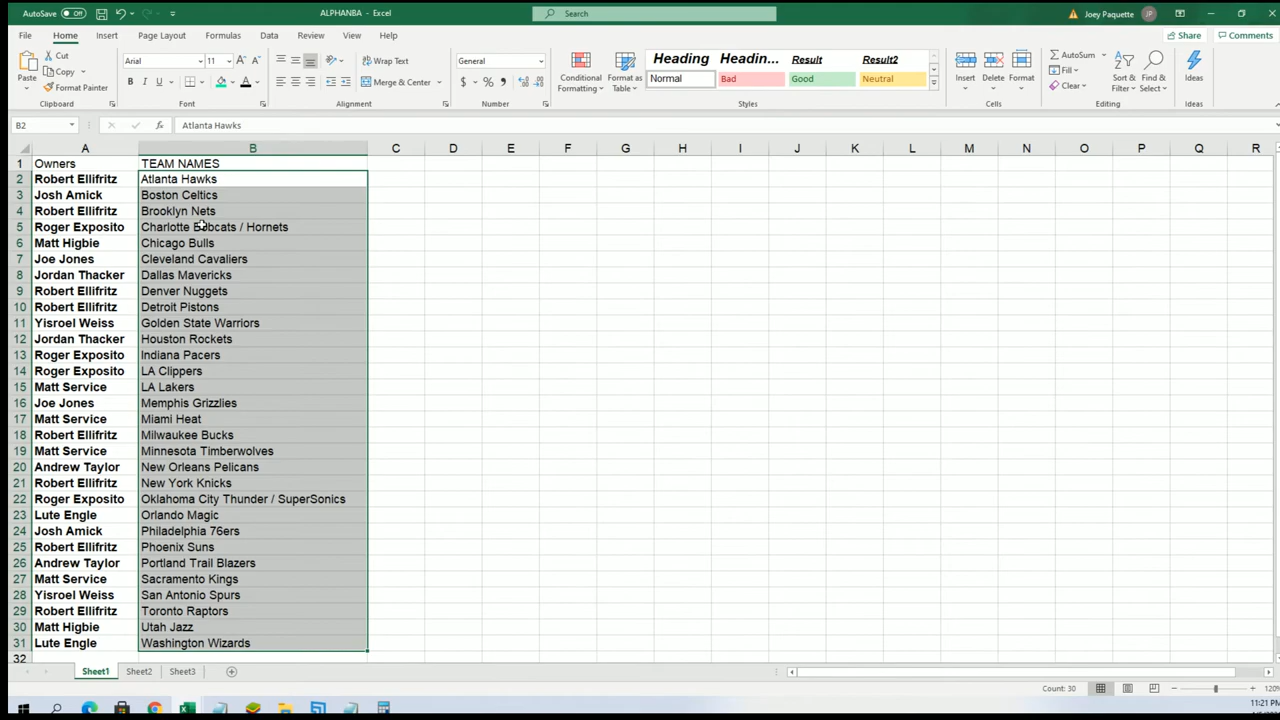 AutoSave Off ALPHANBA - Excel Search Joey Paquette JP
File Home Insert Page Layout Formulas Data Review View Help Share Comments
Paste Cut Copy Format Painter Clipboard
Arial 11 B I U A Font
Wrap Text Merge & Center Alignment
General $ % Number
Conditional Formatting Format as Table
Heading Headin... Result Result2
Normal Bad Good Neutral
Styles
Insert Delete Format Cells
AutoSum Fill Clear Sort & Filter Find & Select Editing
Ideas Ideas
B2 fx Atlanta Hawks
A B C D E F G H I J K L M N O P Q R
1 Owners TEAM NAMES
2 Robert Ellifritz Atlanta Hawks
3 Josh Amick Boston Celtics
4 Robert Ellifritz Brooklyn Nets
5 Roger Exposito Charlotte Bobcats / Hornets
6 Matt Higbie Chicago Bulls
7 Joe Jones Cleveland Cavaliers
8 Jordan Thacker Dallas Mavericks
9 Robert Ellifritz Denver Nuggets
10 Robert Ellifritz Detroit Pistons
11 Yisroel Weiss Golden State Warriors
12 Jordan Thacker Houston Rockets
13 Roger Exposito Indiana Pacers
14 Roger Exposito LA Clippers
15 Matt Service LA Lakers
16 Joe Jones Memphis Grizzlies
17 Matt Service Miami Heat
18 Robert Ellifritz Milwaukee Bucks
19 Matt Service Minnesota Timberwolves
20 Andrew Taylor New Orleans Pelicans
21 Robert Ellifritz New York Knicks
22 Roger Exposito Oklahoma City Thunder / SuperSonics
23 Lute Engle Orlando Magic
24 Josh Amick Philadelphia 76ers
25 Robert Ellifritz Phoenix Suns
26 Andrew Taylor Portland Trail Blazers
27 Matt Service Sacramento Kings
28 Yisroel Weiss San Antonio Spurs
29 Robert Ellifritz Toronto Raptors
30 Matt Higbie Utah Jazz
31 Lute Engle Washington Wizards
32
Sheet1 Sheet2 Sheet3
Count: 30
11:21 PM